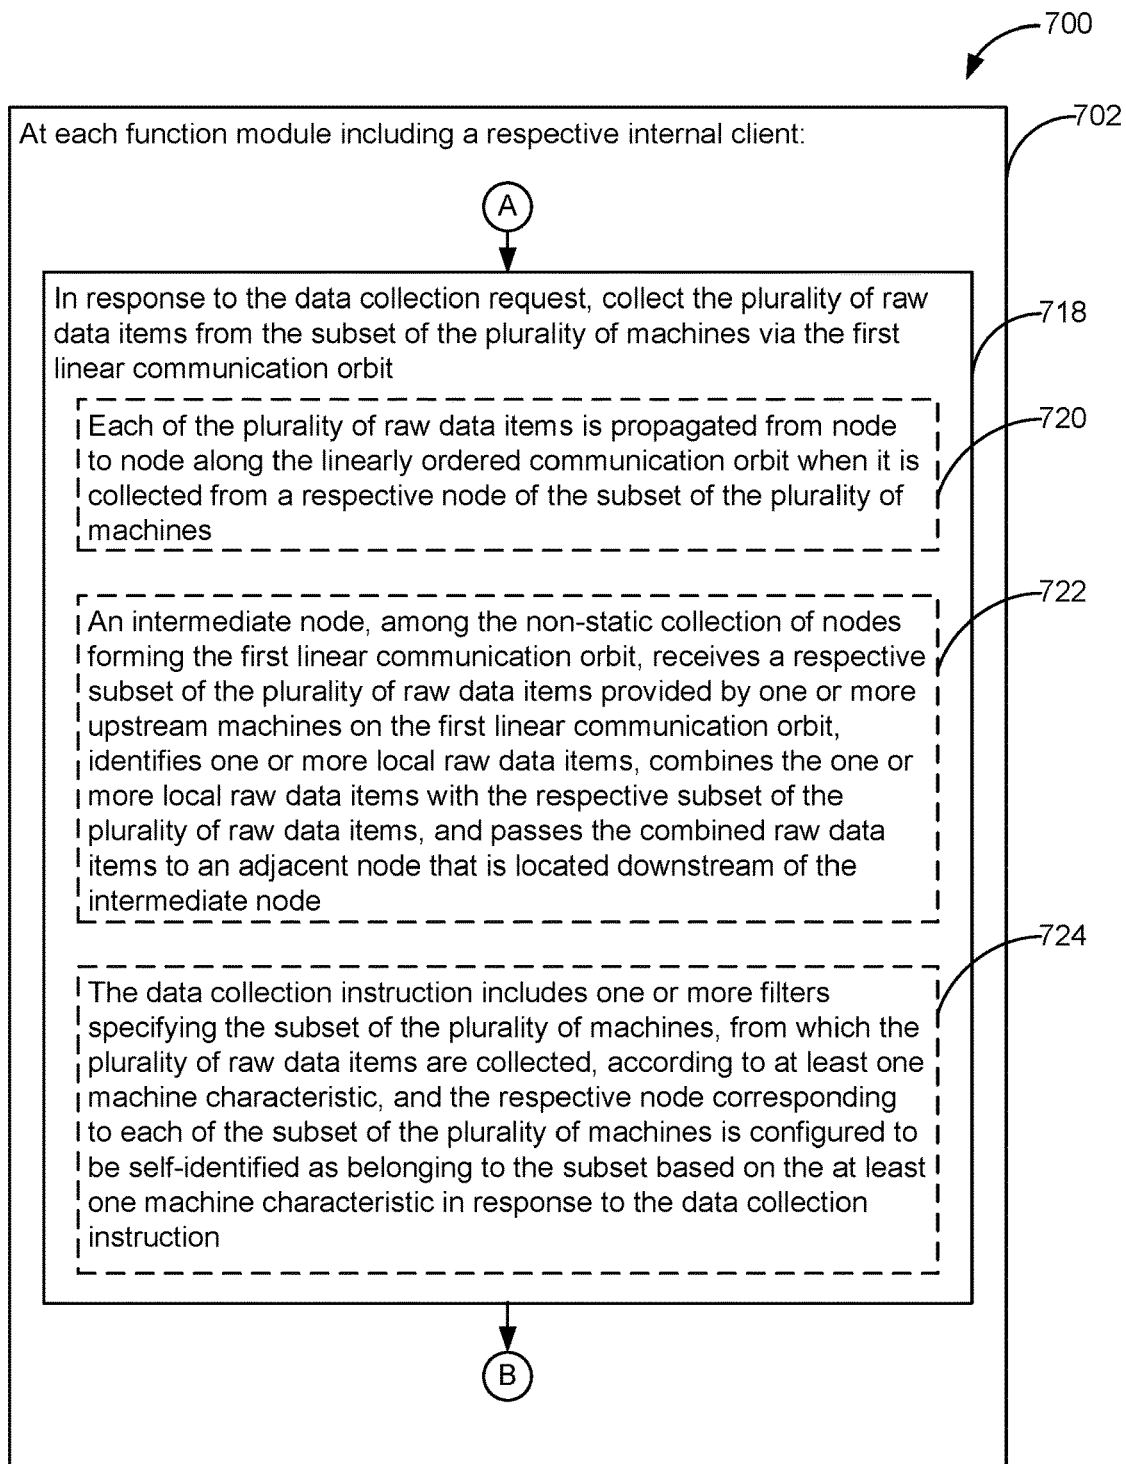 700
702
At each function module including a respective internal client:
A
In response to the data collection request, collect the plurality of raw
data items from the subset of the plurality of machines via the first
linear communication orbit
718
Each of the plurality of raw data items is propagated from node
to node along the linearly ordered communication orbit when it is
collected from a respective node of the subset of the plurality of
machines
720
An intermediate node, among the non-static collection of nodes
forming the first linear communication orbit, receives a respective
subset of the plurality of raw data items provided by one or more
upstream machines on the first linear communication orbit,
identifies one or more local raw data items, combines the one or
more local raw data items with the respective subset of the
plurality of raw data items, and passes the combined raw data
items to an adjacent node that is located downstream of the
intermediate node
722
The data collection instruction includes one or more filters
specifying the subset of the plurality of machines, from which the
plurality of raw data items are collected, according to at least one
machine characteristic, and the respective node corresponding
to each of the subset of the plurality of machines is configured to
be self-identified as belonging to the subset based on the at least
one machine characteristic in response to the data collection
instruction
724
B